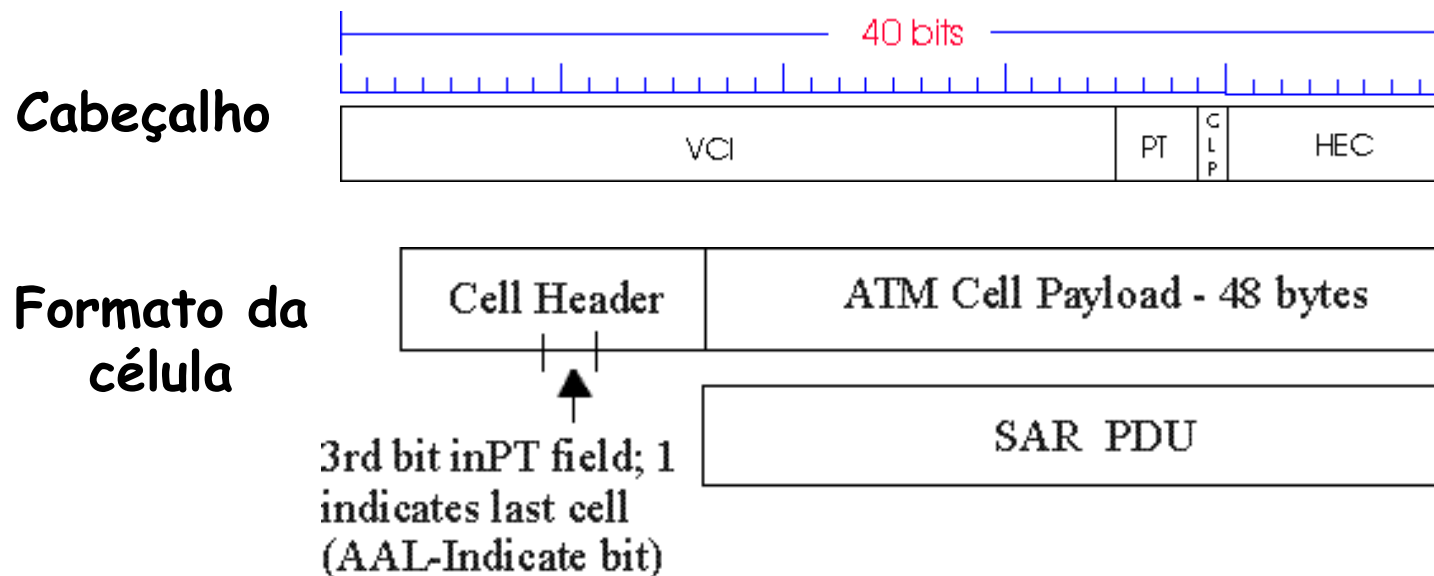 40 bits
Cabeçalho
VCI
PT
CLP
HEC
Formato da
célula
Cell Header
ATM Cell Payload - 48 bytes
3rd bit inPT field; 1
indicates last cell
(AAL-Indicate bit)
SAR PDU